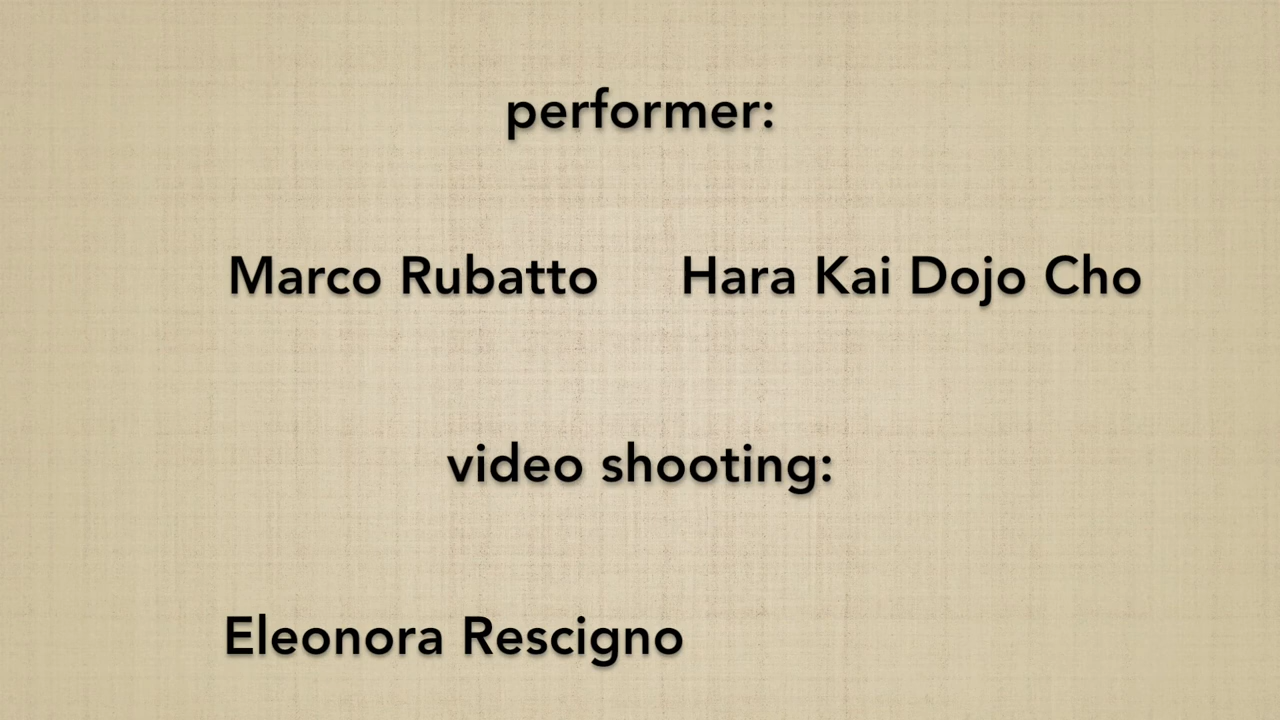 performer:
Marco Rubatto Hara Kai Dojo Cho
video shooting:
Eleonora Rescigno